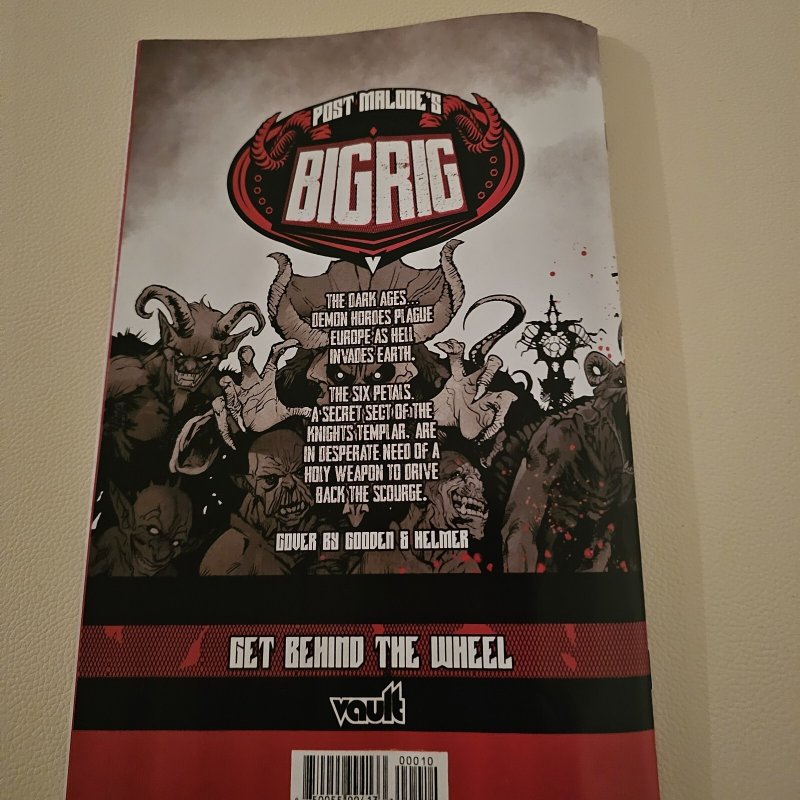 POST MALONE'S
BIGRIG
THE DARK AGES...
DEMON HORDES PLAGUE
EUROPE AS HELL
INVADES EARTH.
THE SIX PETALS,
A SECRET SECT OF THE
KNIGHTS TEMPLAR, ARE
IN DESPERATE NEED OF A
HOLY WEAPON TO DRIVE
BACK THE SCOURGE.
COVER BY GOODEN & HELMER
GET BEHIND THE WHEEL
vault
00010